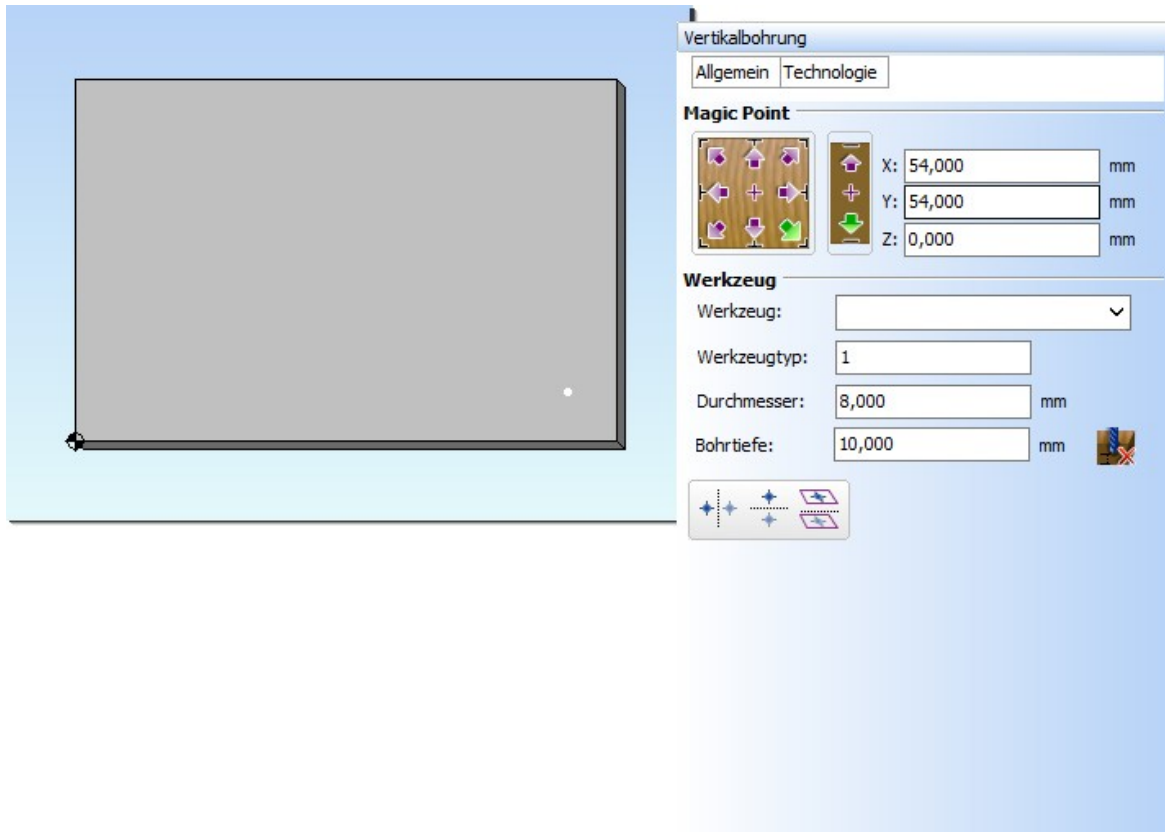 Vertikalbohrung
Allgemein Technologie
Magic Point
X: 54,000 mm
Y: 54,000 mm
Z: 0,000 mm
Werkzeug
Werkzeug:
Werkzeugtyp: 1
Durchmesser: 8,000 mm
Bohrtiefe: 10,000 mm